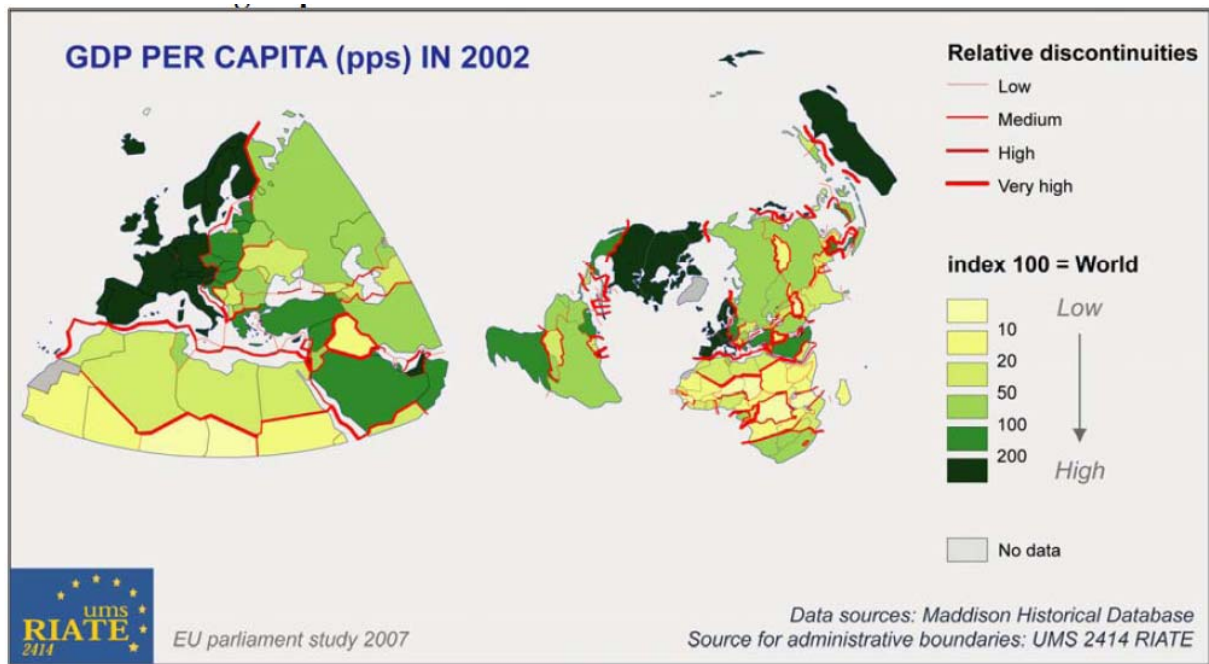 GDP PER CAPITA (pps) IN 2002
Relative discontinuities
Low
Medium
High
Very high
index 100 = World
Low
10
20
50
100
200
High
No data
ums
RIATE
2414
EU parliament study 2007
Data sources: Maddison Historical Database
Source for administrative boundaries: UMS 2414 RIATE